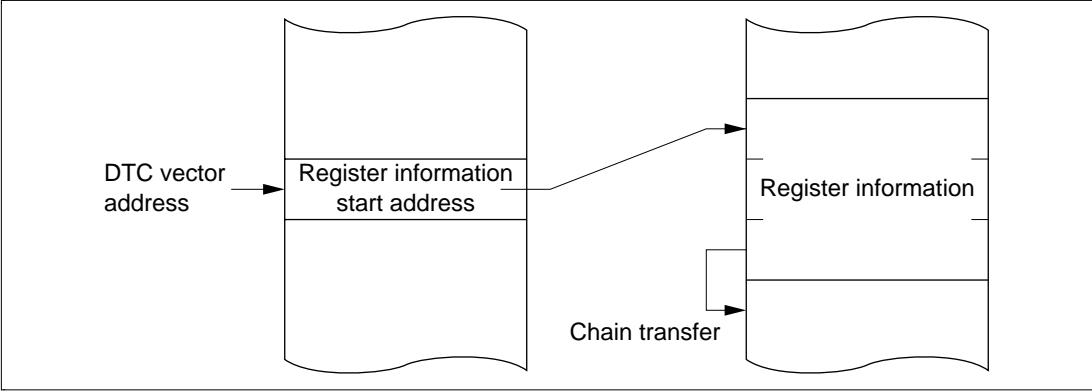 DTC vector
address
Register information
start address
Register information
Chain transfer